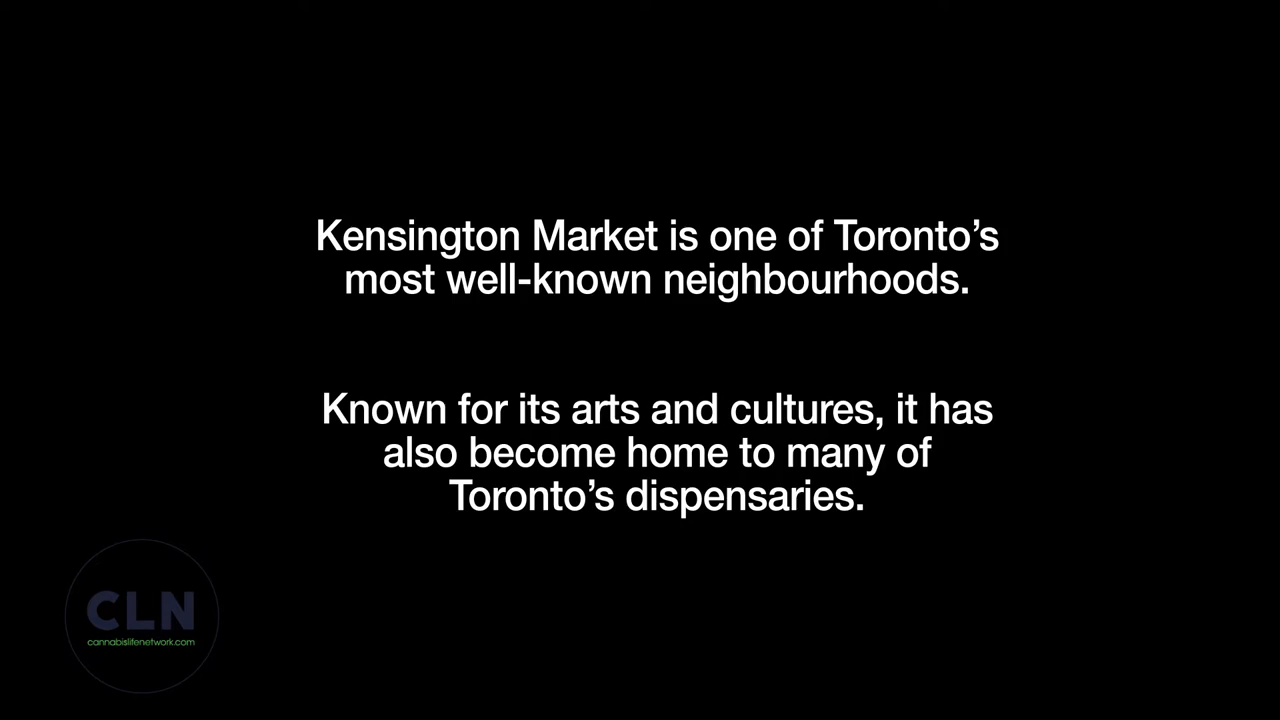 Kensington Market is one of Toronto’s
most well-known neighbourhoods.
Known for its arts and cultures, it has
also become home to many of
Toronto’s dispensaries.
CLN
cannabislifenetwork.com